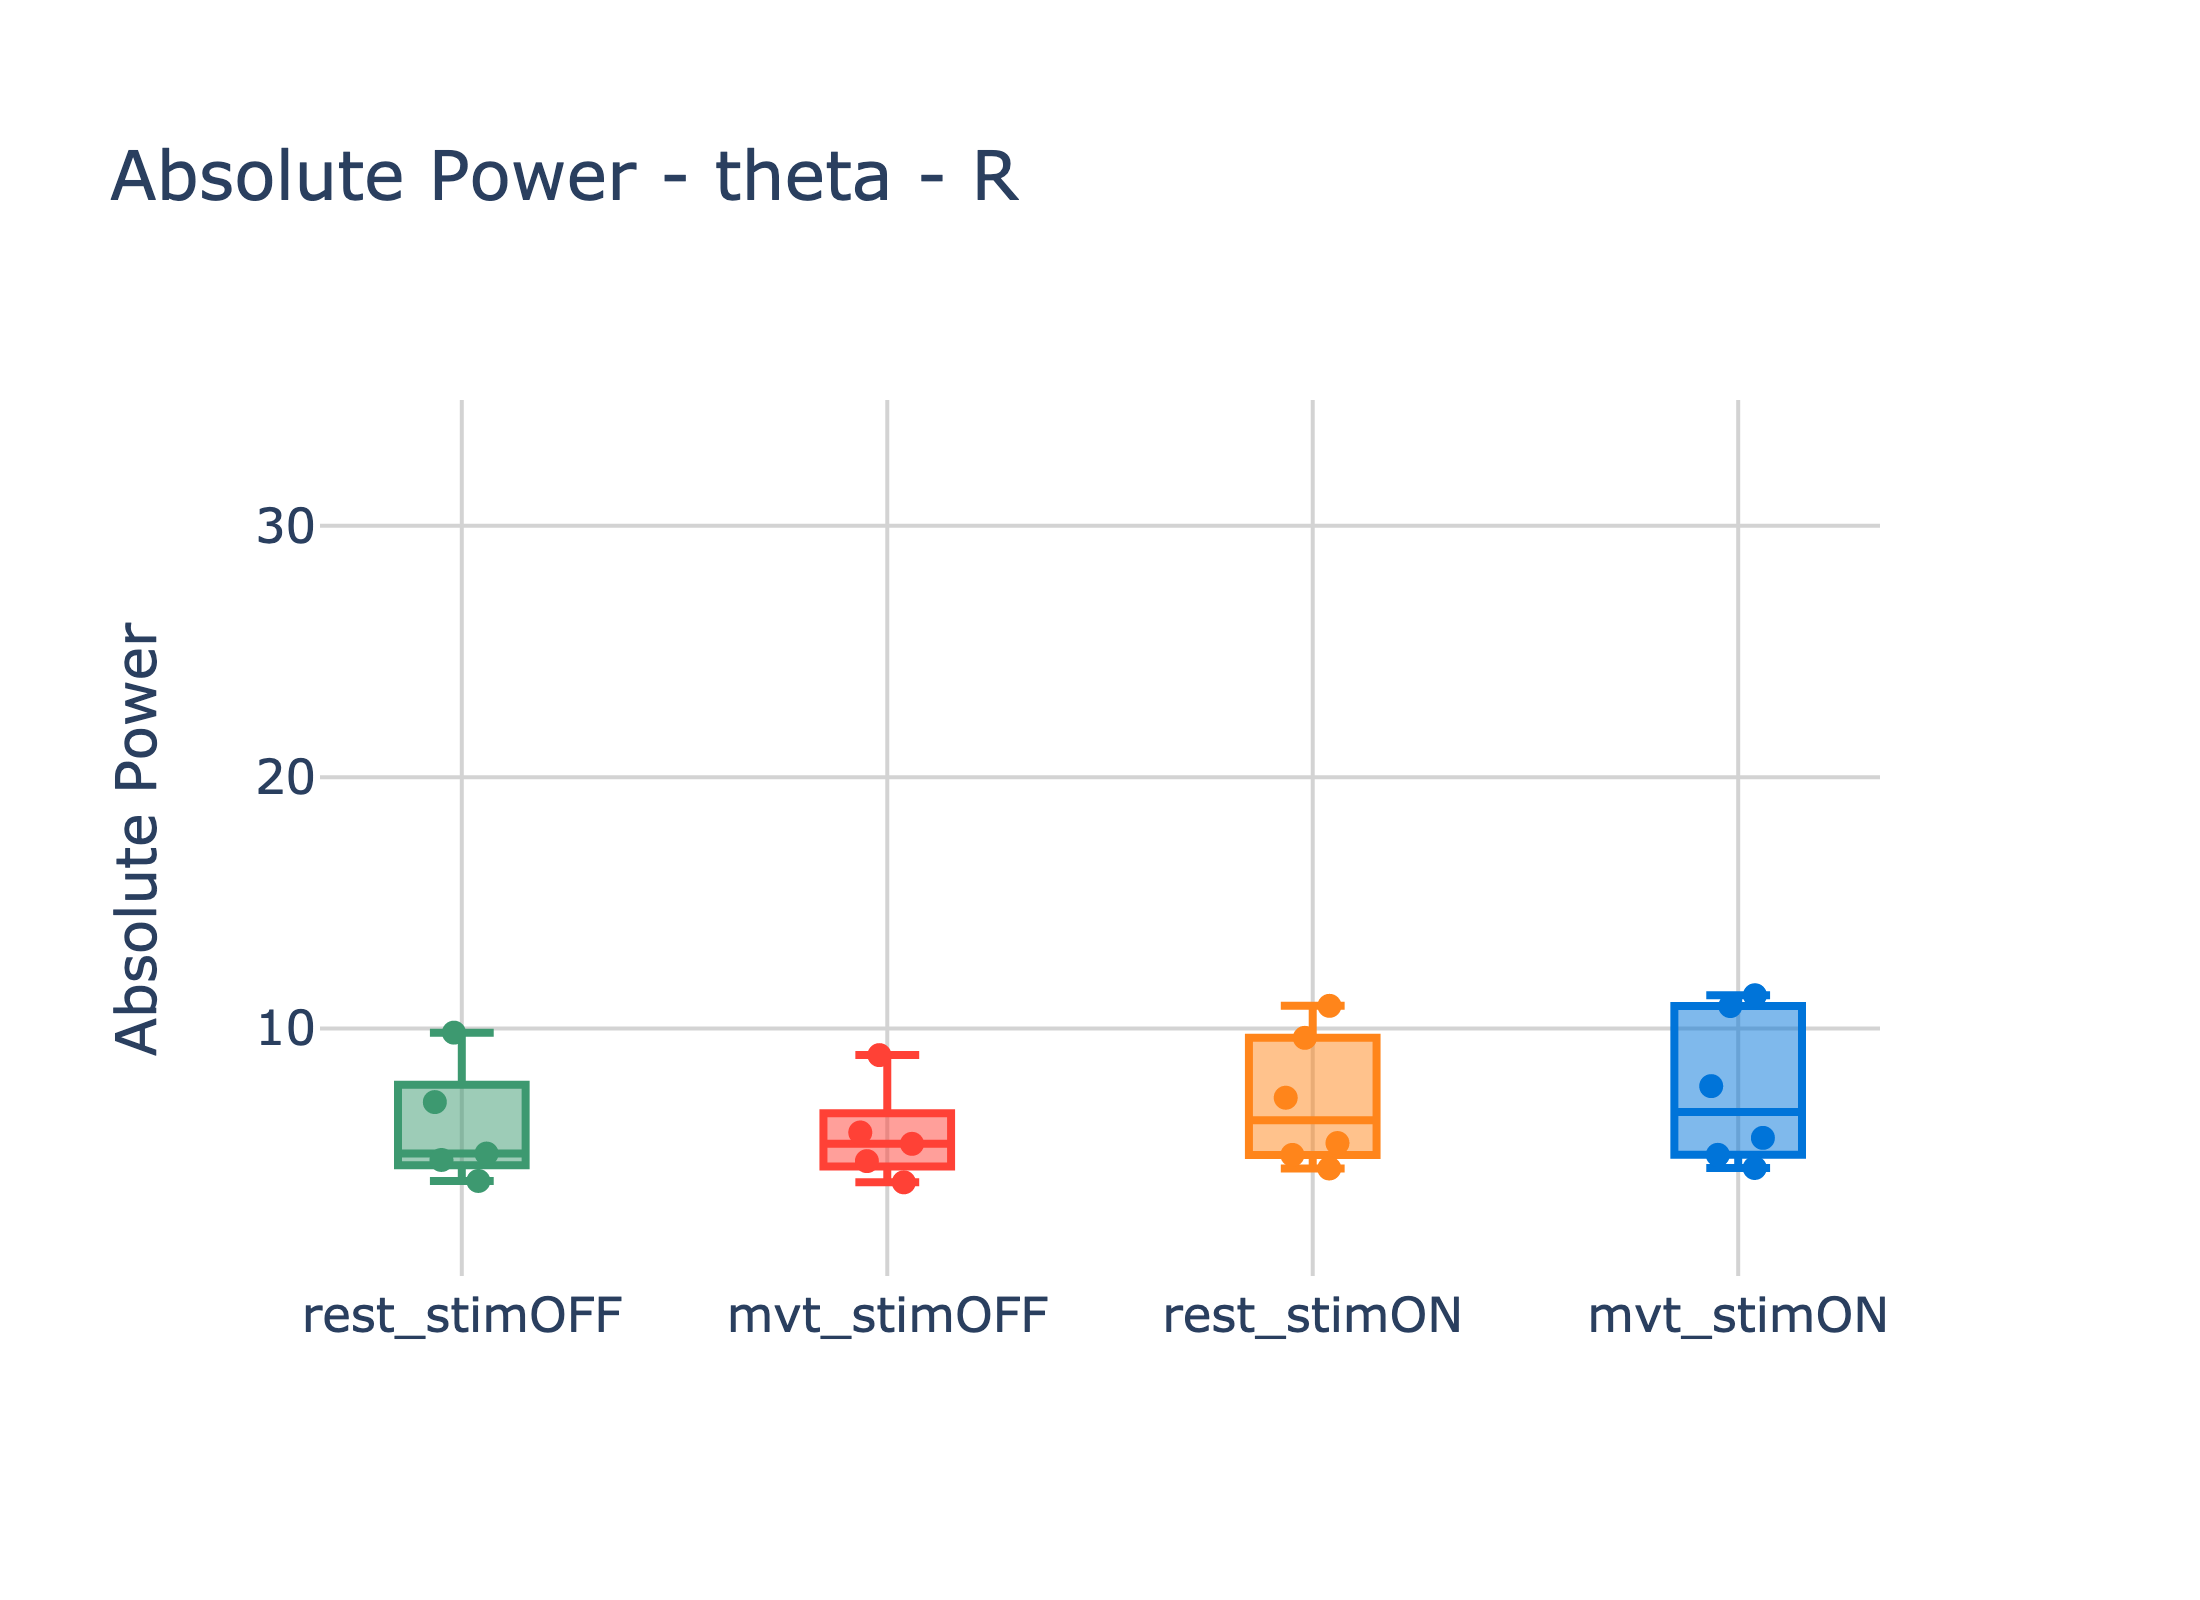 Absolute Power - theta - R
Absolute Power
30
20
10
rest_stimOFF
mvt_stimOFF
rest_stimON
mvt_stimON